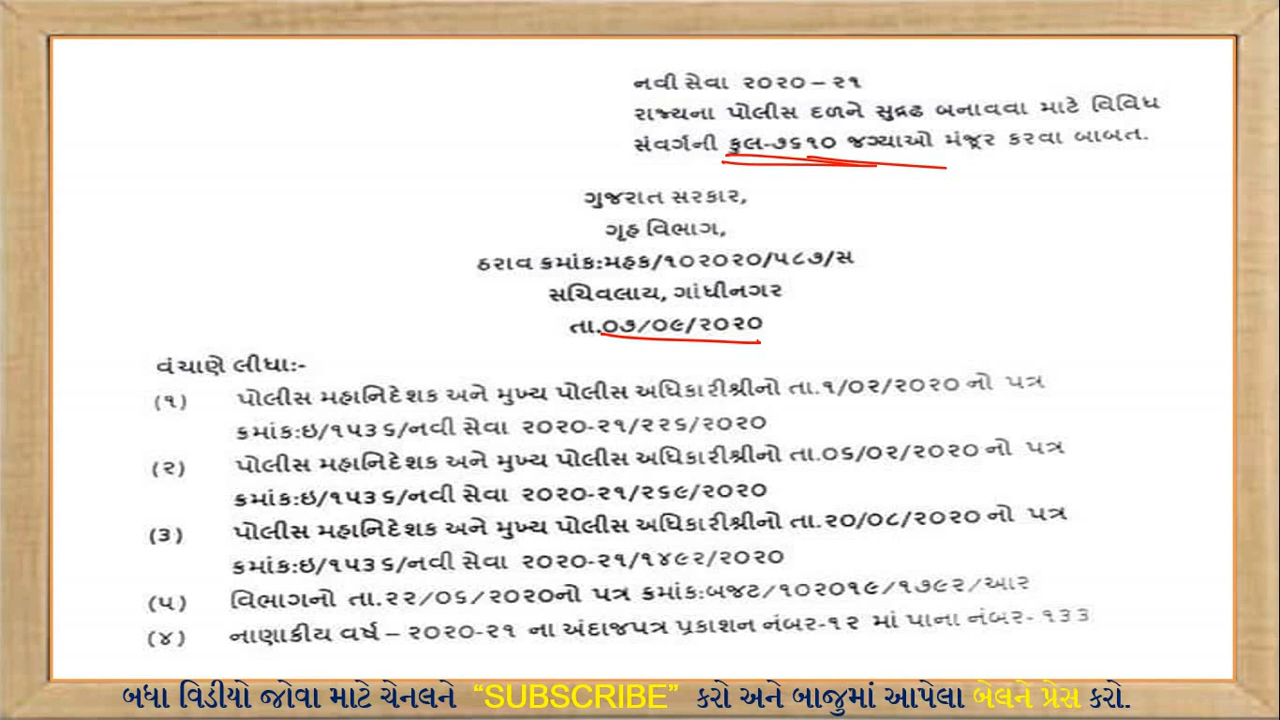 નવી સેવા ૨૦૨૦ – ૨૧
રાજ્યના પોલીસ દળને સુદ્રઢ બનાવવા માટે વિવિધ
સંવર્ગની કુલ-૭૬૧૦ જગ્યાઓ મંજૂર કરવા બાબત.
ગુજરાત સરકાર,
ગૃહ વિભાગ,
ઠરાવ ક્રમાંક:મહક/૧૦૨૦૨૦/૫૮૭/સ
સચિવલાય, ગાંધીનગર
તા.૦૭/૦૯/૨૦૨૦
વંચાણે લીધા:-
(૧) પોલીસ મહાનિદેશક અને મુખ્ય પોલીસ અધિકારીશ્રીનો તા.૧/૦૨/૨૦૨૦ નો પત્ર
ક્રમાંક:ઇ/૧૫૩૬/નવી સેવા ૨૦૨૦-૨૧/૨૨૬/૨૦૨૦
(૨) પોલીસ મહાનિદેશક અને મુખ્ય પોલીસ અધિકારીશ્રીનો તા.૦૬/૦૨/૨૦૨૦ નો પત્ર
ક્રમાંક:ઇ/૧૫૩૬/નવી સેવા ૨૦૨૦-૨૧/૨૬૯/૨૦૨૦
(૩) પોલીસ મહાનિદેશક અને મુખ્ય પોલીસ અધિકારીશ્રીનો તા.૨૦/૦૮/૨૦૨૦ નો પત્ર
ક્રમાંક:ઇ/૧૫૩૬/નવી સેવા ૨૦૨૦-૨૧/૧૪૯૨/૨૦૨૦
(૫) વિભાગનો તા.૨૨/૦૬/૨૦૨૦નો પત્ર ક્રમાંક:બજટ/૧૦૨૦૧૯/૧૭૯૨/આર
(૪) નાણાકીય વર્ષ – ૨૦૨૦-૨૧ ના અંદાજપત્ર પ્રકાશન નંબર-૧૨ માં પાના નંબર- ૧૩૩
બધા વિડીયો જોવા માટે ચેનલને “SUBSCRIBE” કરો અને બાજુમાં આપેલા બેલને પ્રેસ કરો.